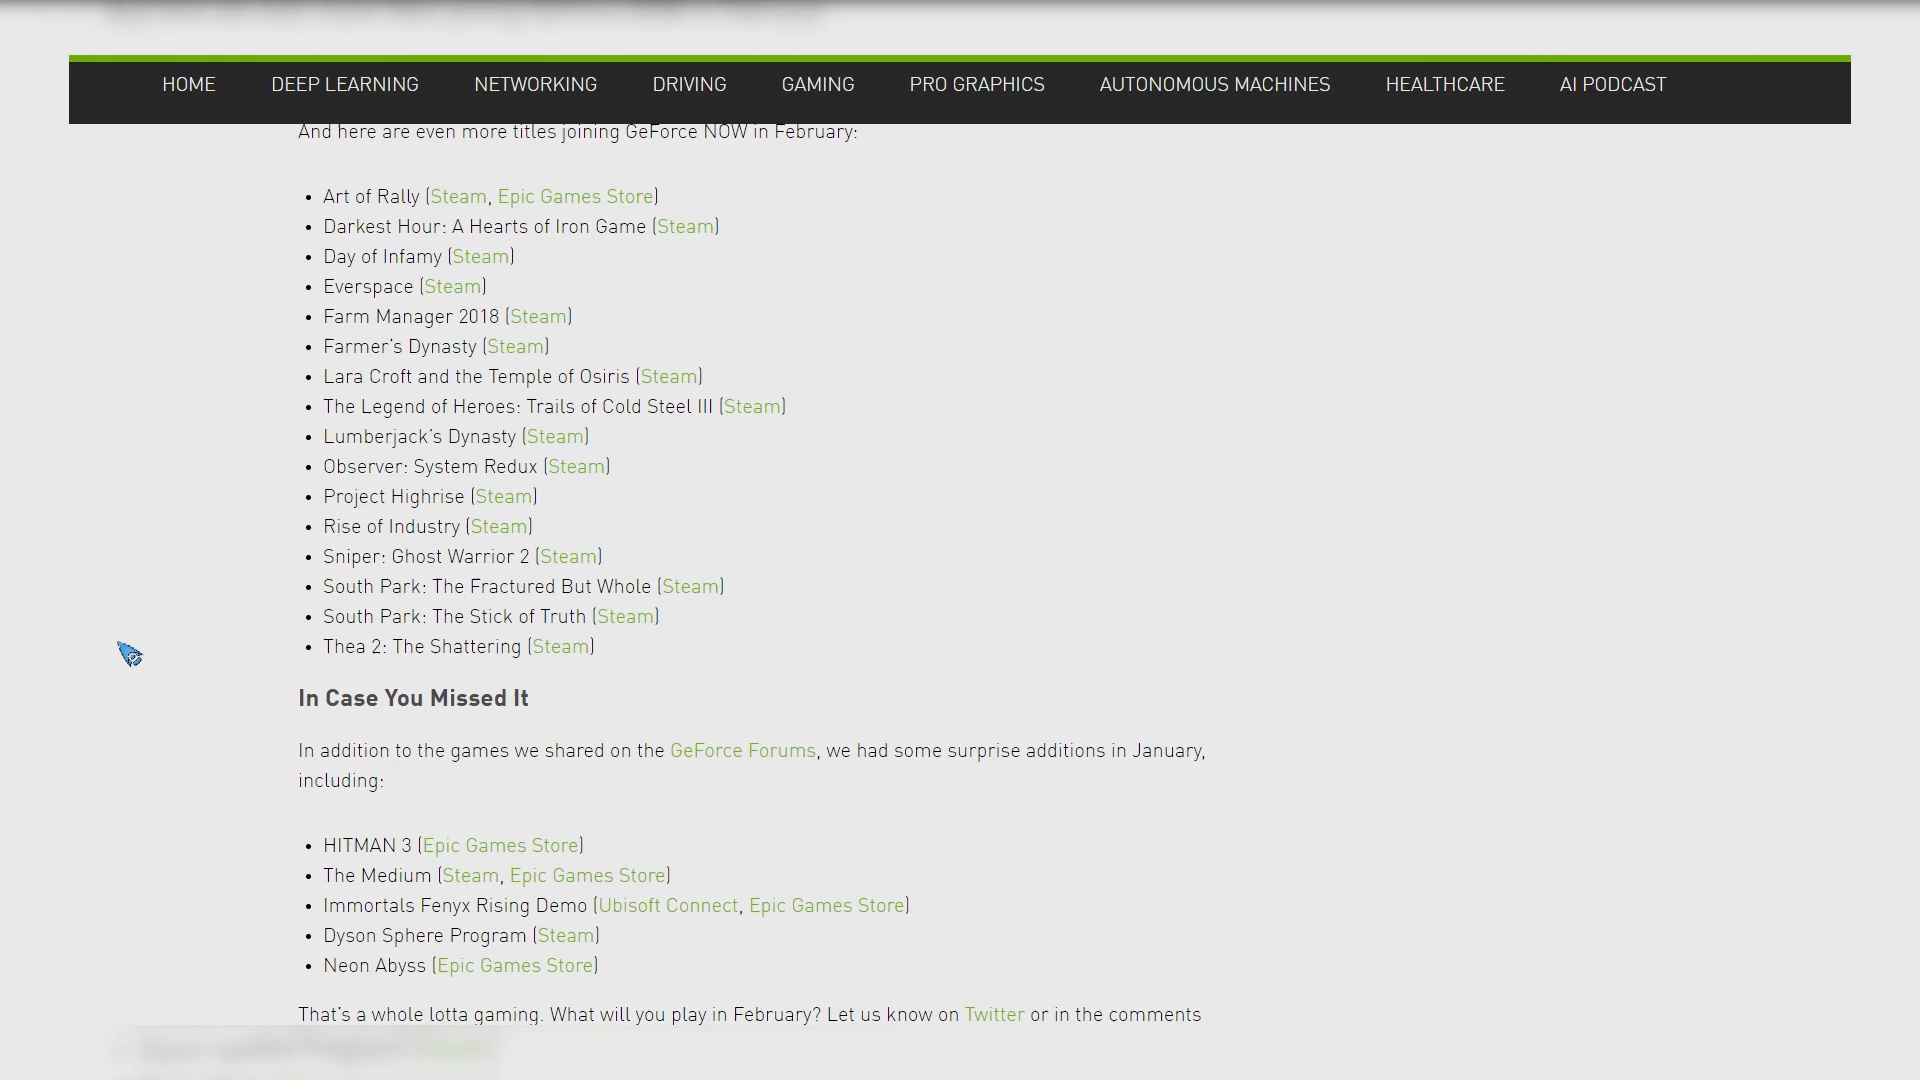 HOME DEEP LEARNING NETWORKING DRIVING GAMING PRO GRAPHICS AUTONOMOUS MACHINES HEALTHCARE AI PODCAST
And here are even more titles joining GeForce NOW in February:
• Art of Rally (Steam, Epic Games Store)
• Darkest Hour: A Hearts of Iron Game (Steam)
• Day of Infamy (Steam)
• Everspace (Steam)
• Farm Manager 2018 (Steam)
• Farmer's Dynasty (Steam)
• Lara Croft and the Temple of Osiris (Steam)
• The Legend of Heroes: Trails of Cold Steel III (Steam)
• Lumberjack's Dynasty (Steam)
• Observer: System Redux (Steam)
• Project Highrise (Steam)
• Rise of Industry (Steam)
• Sniper: Ghost Warrior 2 (Steam)
• South Park: The Fractured But Whole (Steam)
• South Park: The Stick of Truth (Steam)
• Thea 2: The Shattering (Steam)
In Case You Missed It
In addition to the games we shared on the GeForce Forums, we had some surprise additions in January,
including:
• HITMAN 3 (Epic Games Store)
• The Medium (Steam, Epic Games Store)
• Immortals Fenyx Rising Demo (Ubisoft Connect, Epic Games Store)
• Dyson Sphere Program (Steam)
• Neon Abyss (Epic Games Store)
That's a whole lotta gaming. What will you play in February? Let us know on Twitter or in the comments